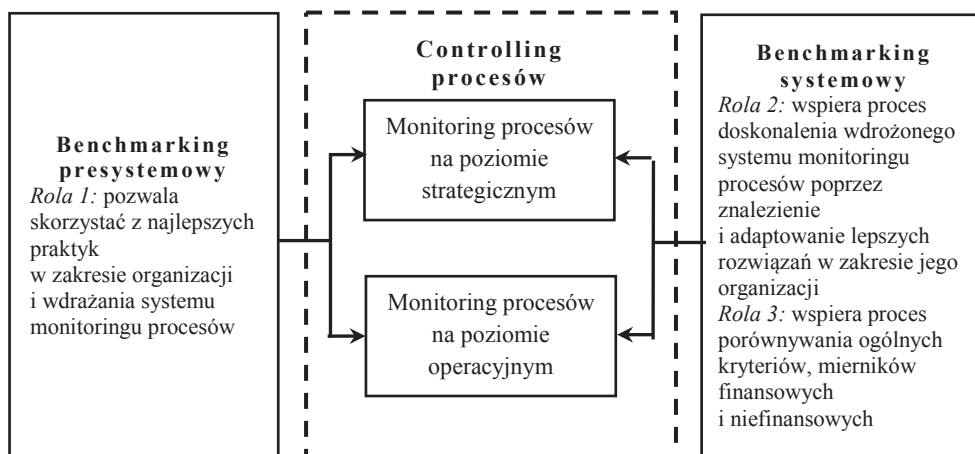 Benchmarking
presystemowy
Rola 1: pozwala
skorzystać z najlepszych
praktyk
w zakresie organizacji
i wdrażania systemu
monitoringu procesów
Controlling
procesów
Monitoring procesów
na poziomie
strategicznym
Monitoring procesów
na poziomie
operacyjnym
Benchmarking
systemowy
Rola 2: wspiera proces
doskonalenia wdrożonego
systemu monitoringu
procesów poprzez
znalezienie
i adaptowanie lepszych
rozwiązań w zakresie jego
organizacji
Rola 3: wspiera proces
porównywania ogólnych
kryteriów, mierników
finansowych
i niefinansowych